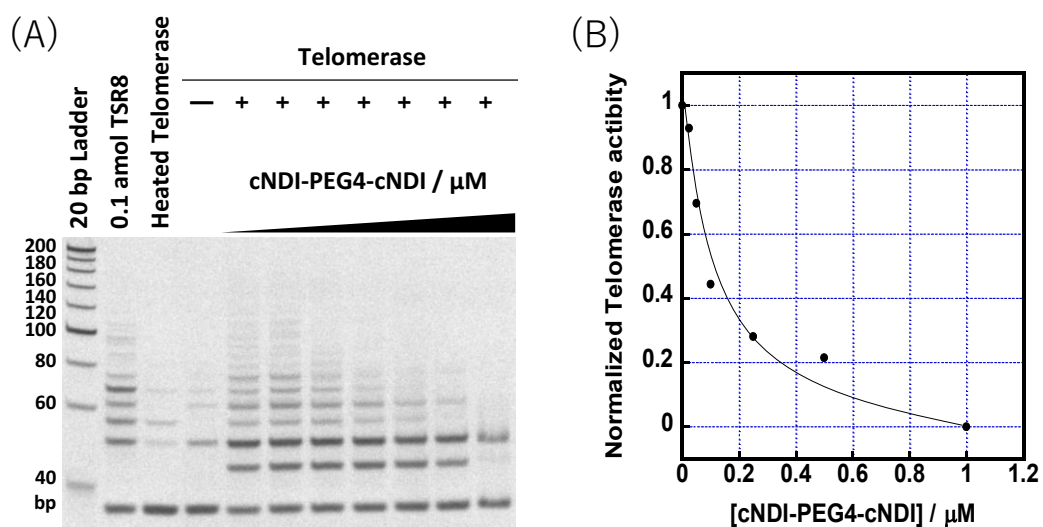 (A)
20 bp Ladder
0.1 amol TSR8
Heated Telomerase
Telomerase
— + + + + + + +
cNDI-PEG4-cNDI / μM
200
180
160
140
120
100
80
60
40
bp
(B)
Normalized Telomerase actibity
1
0.8
0.6
0.4
0.2
0
0 0.2 0.4 0.6 0.8 1 1.2
[cNDI-PEG4-cNDI] / μM